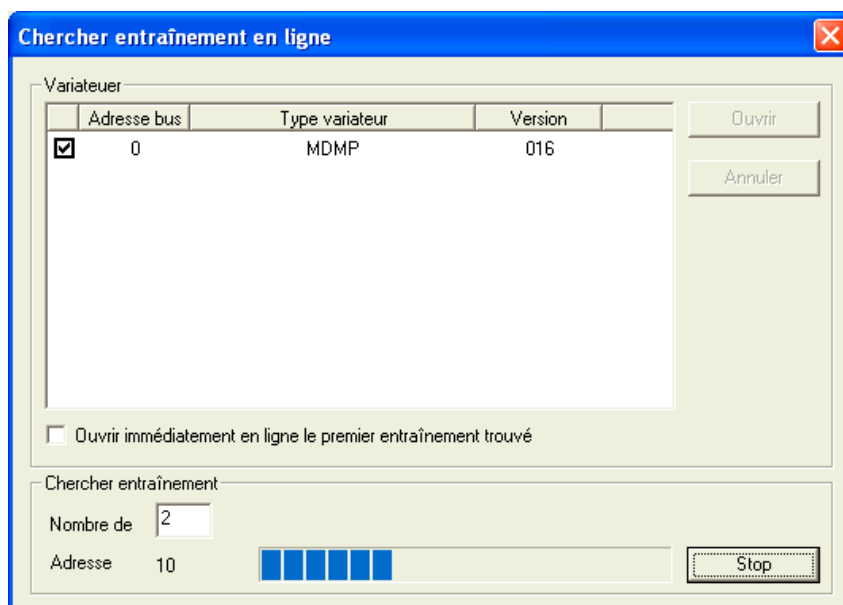 Chercher entraînement en ligne
Variateuer
Adresse bus Type variateur Version
0 MDMP 016
Ouvrir
Annuler
Ouvrir immédiatement en ligne le premier entraînement trouvé
Chercher entraînement
Nombre de 2
Adresse 10
Stop